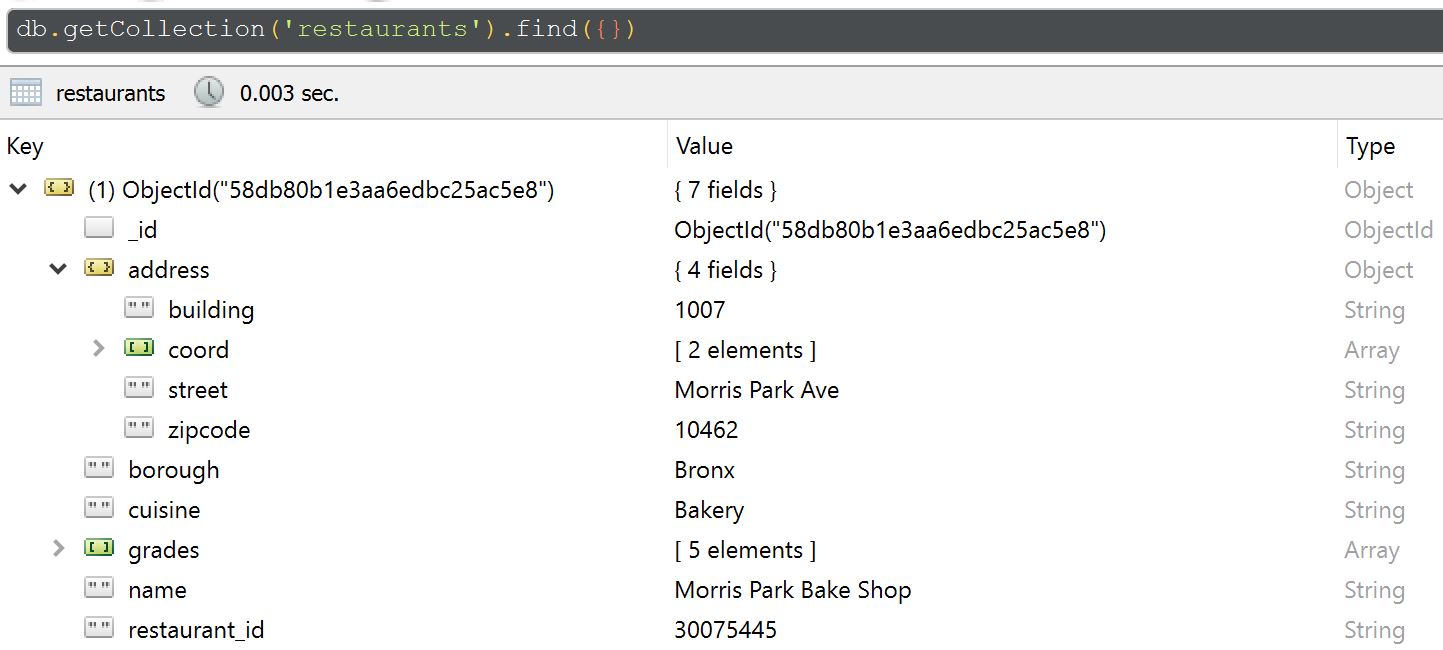 db.getCollection('restaurants').find({})
restaurants 0.003 sec.
Key Value Type
(1) ObjectId("58db80b1e3aa6edbc25ac5e8") { 7 fields } Object
_id ObjectId("58db80b1e3aa6edbc25ac5e8") ObjectId
address { 4 fields } Object
building 1007 String
coord [ 2 elements ] Array
street Morris Park Ave String
zipcode 10462 String
borough Bronx String
cuisine Bakery String
grades [ 5 elements ] Array
name Morris Park Bake Shop String
restaurant_id 30075445 String